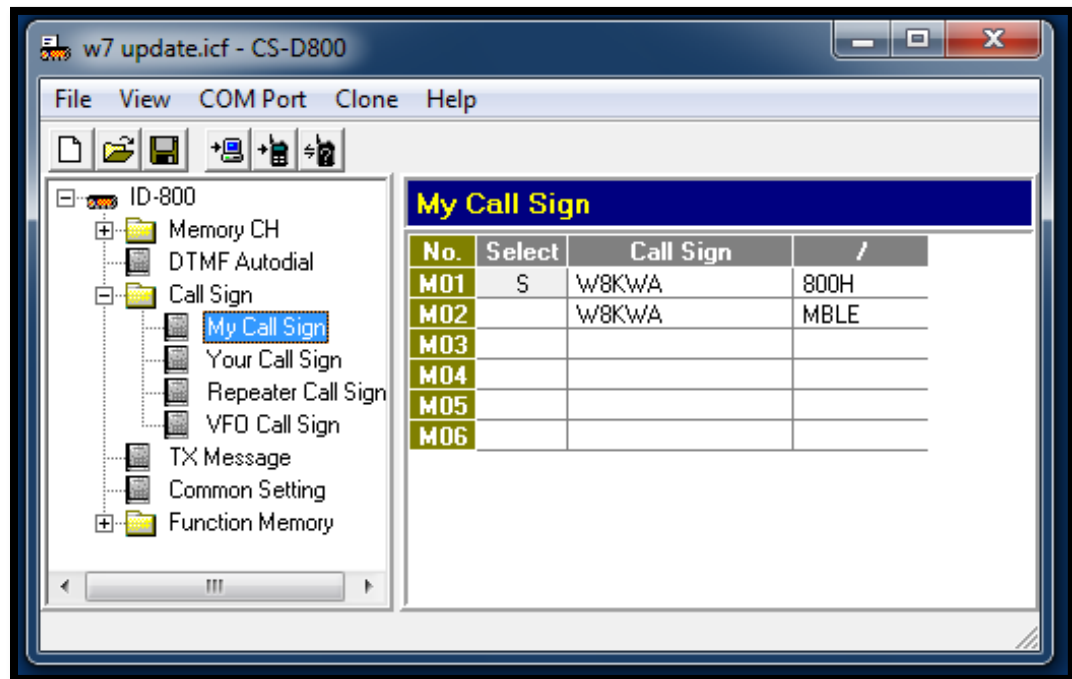 w7 update.icf - CS-D800
File View COM Port Clone Help
ID-800
Memory CH
DTMF Autodial
Call Sign
My Call Sign
Your Call Sign
Repeater Call Sign
VFO Call Sign
TX Message
Common Setting
Function Memory
My Call Sign
No. Select Call Sign /
M01 S W8KWA 800H
M02 W8KWA MBLE
M03
M04
M05
M06